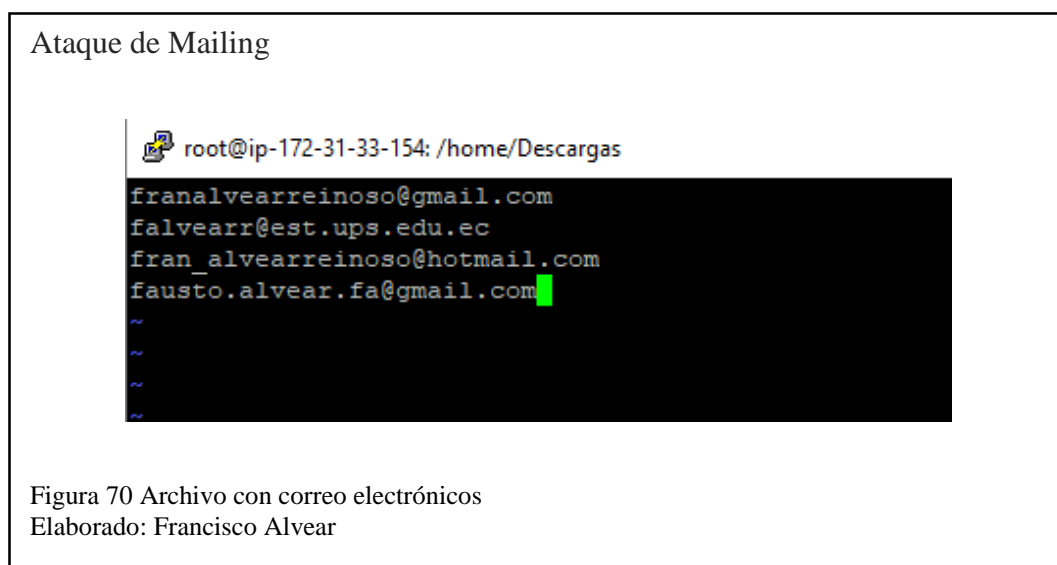 Ataque de Mailing
root@ip-172-31-33-154: /home/Descargas
franalvearreinoso@gmail.com
falvearr@est.ups.edu.ec
fran_alvearreinoso@hotmail.com
fausto.alvear.fa@gmail.com
~
~
~
~
Figura 70 Archivo con correo electrónicos
Elaborado: Francisco Alvear